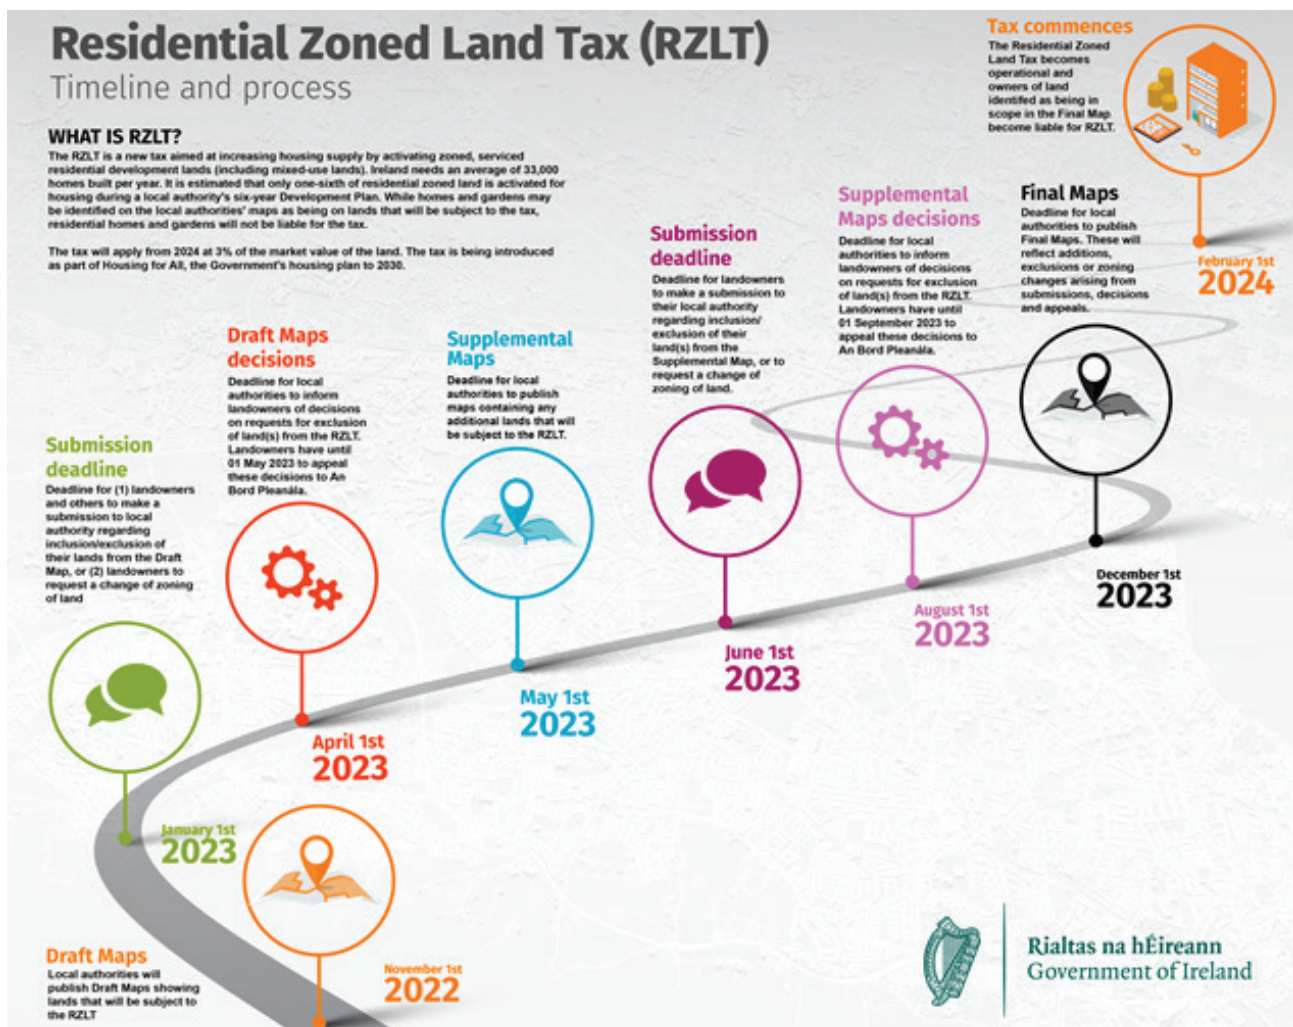 Residential Zoned Land Tax (RZLT)
Timeline and process
WHAT IS RZLT?
The RZLT is a new tax aimed at increasing housing supply by activating zoned, serviced
residential development lands (including mixed-use lands). Ireland needs an average of 33,000
homes built per year. It is estimated that only one-sixth of residential zoned land is activated for
housing during a local authority's six-year Development Plan. While homes and gardens may
be identified on the local authorities' maps as being on lands that will be subject to the tax,
residential homes and gardens will not be liable for the tax.
The tax will apply from 2024 at 3% of the market value of the land. The tax is being introduced
as part of Housing for All, the Government's housing plan to 2030.
Draft Maps
Local authorities will
publish Draft Maps showing
lands that will be subject to
the RZLT
November 1st
2022
Submission
deadline
Deadline for (1) landowners
and others to make a
submission to local
authority regarding
inclusion/exclusion of
their lands from the Draft
Map, or (2) landowners to
request a change of zoning
of land
January 1st
2023
Draft Maps
decisions
Deadline for local
authorities to inform
landowners of decisions
on requests for exclusion
of land(s) from the RZLT.
Landowners have until
01 May 2023 to appeal
these decisions to An
Bord Pleanála.
April 1st
2023
Supplemental
Maps
Deadline for local
authorities to publish
maps containing any
additional lands that will
be subject to the RZLT.
May 1st
2023
Submission
deadline
Deadline for landowners
to make a submission to
their local authority
regarding inclusion/
exclusion of their
land(s) from the
Supplemental Map, or to
request a change of
zoning of land.
June 1st
2023
Supplemental
Maps decisions
Deadline for local
authorities to inform
landowners of decisions
on requests for exclusion
of land(s) from the RZLT.
Landowners have until
01 September 2023 to
appeal these decisions to
An Bord Pleanála.
August 1st
2023
Final Maps
Deadline for local
authorities to publish
Final Maps. These will
reflect additions,
exclusions or zoning
changes arising from
submissions, decisions
and appeals.
December 1st
2023
Tax commences
The Residential Zoned
Land Tax becomes
operational and
owners of land
identifed as being in
scope in the Final Map
become liable for RZLT.
February 1st
2024
Rialtas na hÉireann
Government of Ireland